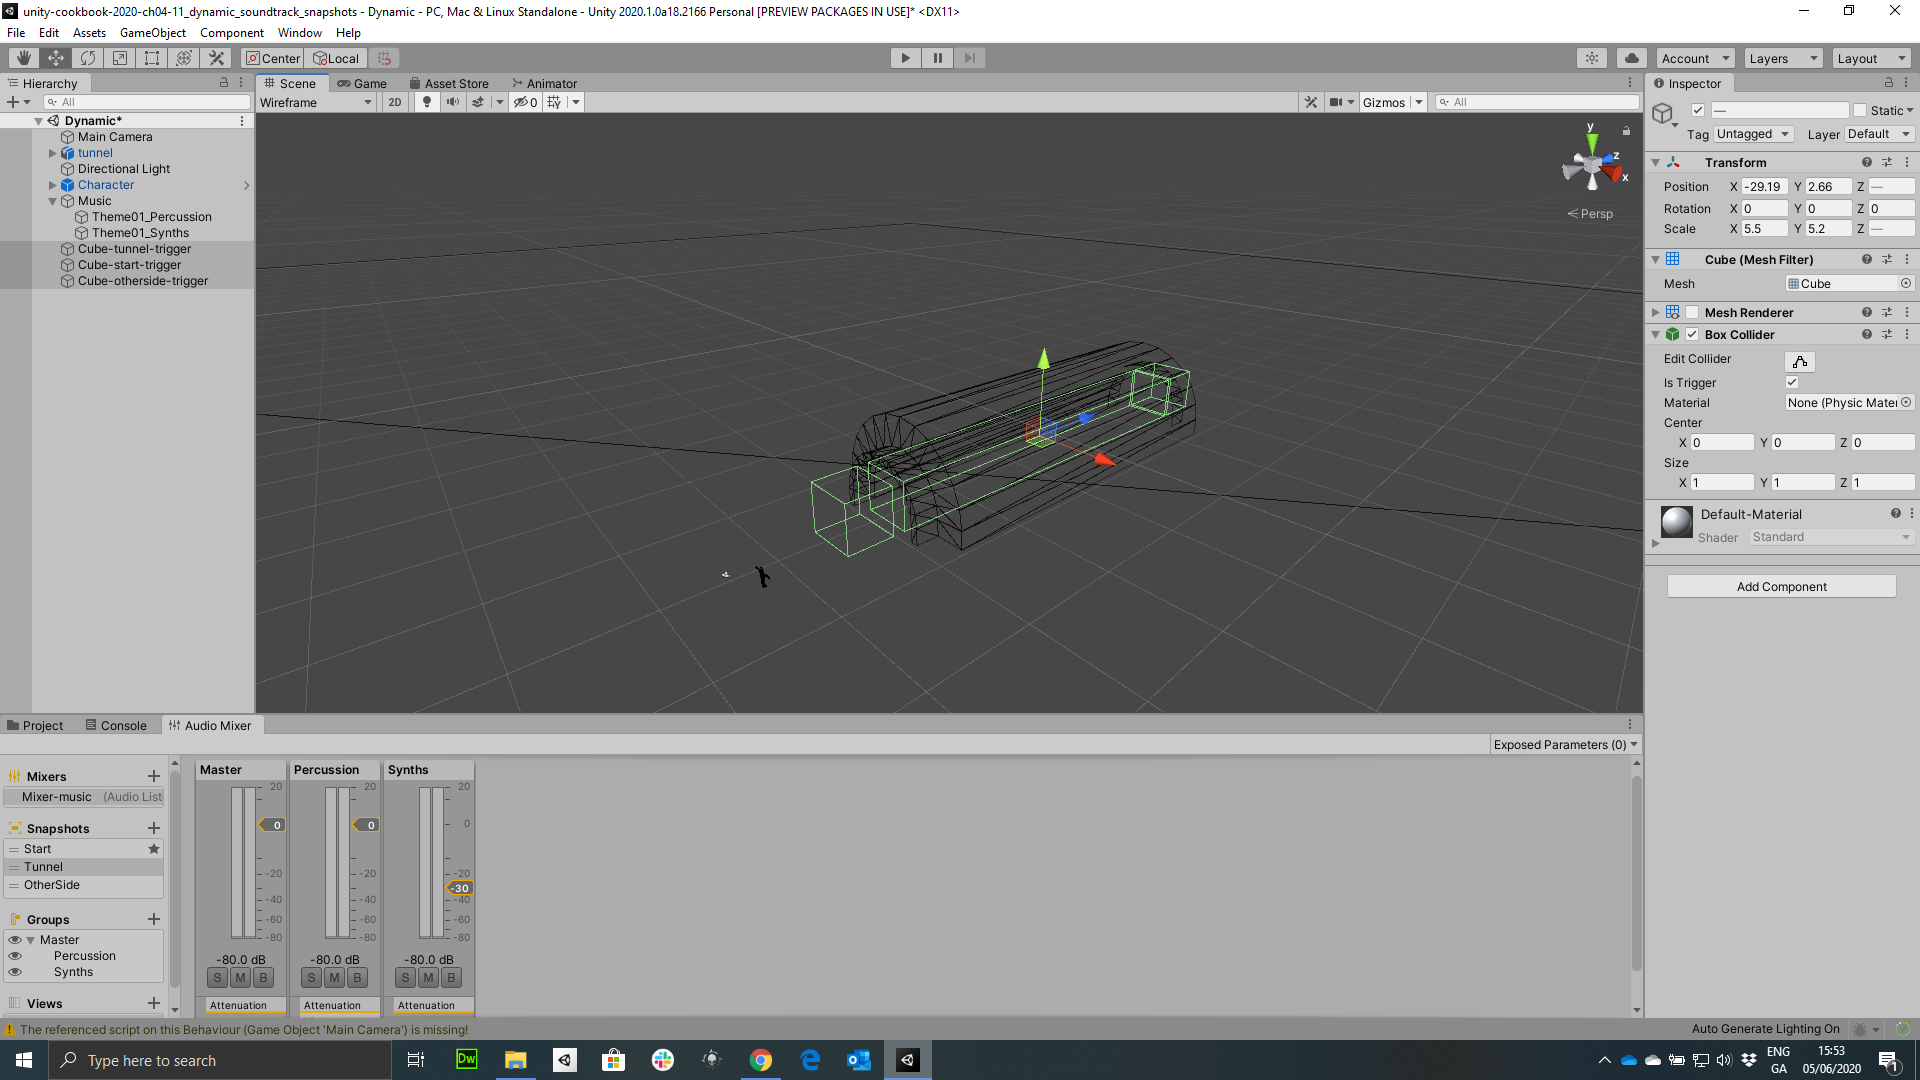 unity-cookbook-2020-ch04-11_dynamic_soundtrack_snapshots - Dynamic - PC, Mac & Linux Standalone - Unity 2020.1.0a18.2166 Personal [PREVIEW PACKAGES IN USE]* <DX11>
File Edit Assets GameObject Component Window Help
Center Local Account Layers Layout
Hierarchy Scene Game Asset Store Animator Inspector
All Wireframe 2D 0 Gizmos All — Static
Dynamic*
Main Camera Tag Untagged Layer Default
tunnel
Directional Light
Character
Music
Theme01_Percussion
Theme01_Synths
Cube-tunnel-trigger
Cube-start-trigger
Cube-otherside-trigger
y
z
x
Persp
Transform
Position X -29.19 Y 2.66 Z —
Rotation X 0 Y 0 Z 0
Scale X 5.5 Y 5.2 Z —
Cube (Mesh Filter)
Mesh Cube
Mesh Renderer
Box Collider
Edit Collider
Is Trigger
Material None (Physic Mater
Center
X 0 Y 0 Z 0
Size
X 1 Y 1 Z 1
Default-Material
Shader Standard
Add Component
Project Console Audio Mixer
Exposed Parameters (0)
Mixers
Mixer-music (Audio List
Snapshots
Start
Tunnel
OtherSide
Groups
Master
Percussion
Synths
Views
Master Percussion Synths
20 20 20
0 0 0
-20 -20 -20
-30
-40 -40 -40
-60 -60 -60
-80 -80 -80
-80.0 dB -80.0 dB -80.0 dB
S M B S M B S M B
Attenuation Attenuation Attenuation
The referenced script on this Behaviour (Game Object 'Main Camera') is missing!
Auto Generate Lighting On
Type here to search
Dw
ENG
GA
15:53
05/06/2020
1